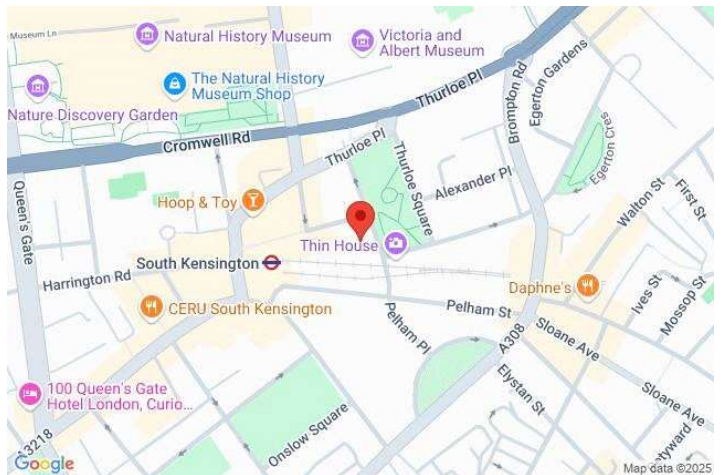 Museum Ln
Natural History Museum
Victoria and
Albert Museum
The Natural History
Museum Shop
Nature Discovery Garden
Cromwell Rd
Thurloe Pl
Thurloe Pl
Brompton Rd
Egerton Gardens
Egerton Cres
Queen's Gate
Hoop & Toy
Thurloe Square
Alexander Pl
Walton St
First St
Thin House
South Kensington
Harrington Rd
Daphne's
Ives St
Mossop St
CERU South Kensington
Pelham St
Pelham Pl
A308
Sloane Ave
Sloane Ave
Elystan St
100 Queen's Gate
Hotel London, Curio...
Onslow Square
A3218
Google
Map data ©2025